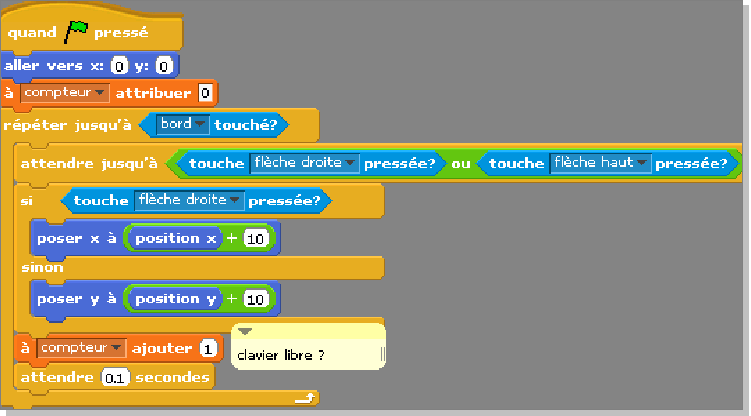 quand pressé
aller vers x: 0 y: 0
à compteur attribuer 0
répéter jusqu'à bord touché?
attendre jusqu'à touche flèche droite pressée? ou touche flèche haut pressée?
si touche flèche droite pressée?
poser x à position x + 10
sinon
poser y à position y + 10
à compteur ajouter 1
clavier libre ?
attendre 0.1 secondes